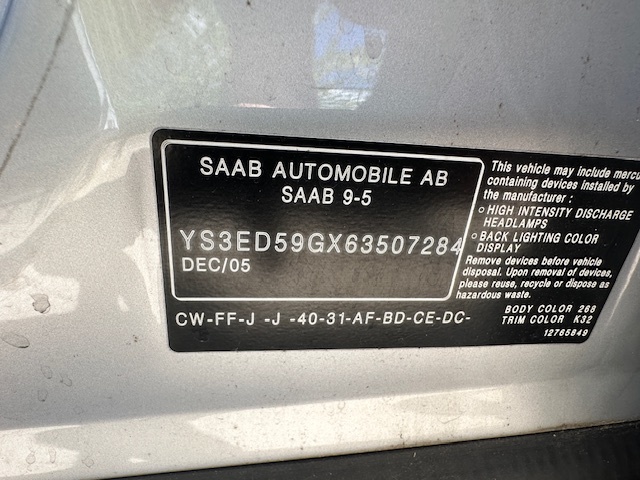 SAAB AUTOMOBILE AB
SAAB 9-5
YS3ED59GX63507284
DEC/05
CW-FF-J -J -40-31-AF-BD-CE-DC-
This vehicle may include mercu
containing devices installed by
the manufacturer :
○ HIGH INTENSITY DISCHARGE
HEADLAMPS
○ BACK LIGHTING COLOR
DISPLAY
Remove devices before vehicle
disposal. Upon removal of devices,
please reuse, recycle or dispose as
hazardous waste.
BODY COLOR 268
TRIM COLOR K32
12765849